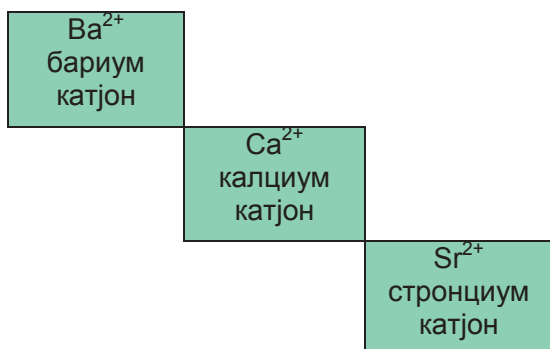 Ba²⁺
бариум
катјон
Ca²⁺
калциум
катјон
Sr²⁺
стронциум
катјон